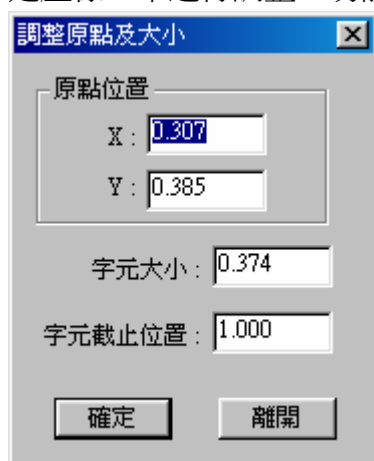 調整原點及大小
原點位置
X : 0.307
Y : 0.385
字元大小 : 0.374
字元截止位置 : 1.000
確定 離開